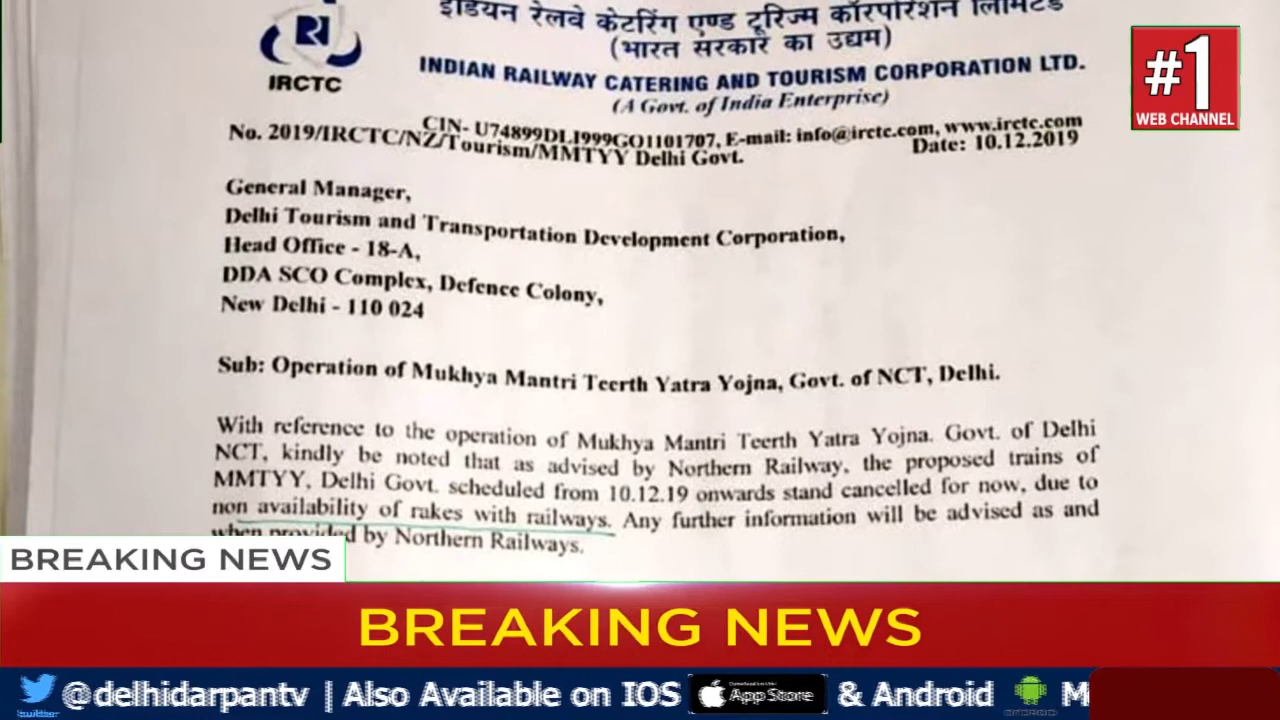 इंडियन रेलवे केटरिंग एण्ड टूरिज्म कॉरपोरेशन लिमिटेड
(भारत सरकार का उद्यम)
IRCTC
INDIAN RAILWAY CATERING AND TOURISM CORPORATION LTD.
(A Govt. of India Enterprise)
CIN- U74899DL1999GO1101707, E-mail: info@irctc.com, www.irctc.com
No. 2019/IRCTC/NZ/Tourism/MMTYY Delhi Govt.
Date: 10.12.2019
General Manager,
Delhi Tourism and Transportation Development Corporation,
Head Office - 18-A,
DDA SCO Complex, Defence Colony,
New Delhi - 110 024
Sub: Operation of Mukhya Mantri Teerth Yatra Yojna, Govt. of NCT, Delhi.
With reference to the operation of Mukhya Mantri Teerth Yatra Yojna. Govt. of Delhi
NCT, kindly be noted that as advised by Northern Railway, the proposed trains of
MMTYY, Delhi Govt. scheduled from 10.12.19 onwards stand cancelled for now, due to
non availability of rakes with railways. Any further information will be advised as and
when provided by Northern Railways.
#1
WEB CHANNEL
BREAKING NEWS
BREAKING NEWS
twitter @delhidarpantv | Also Available on IOS App Store & Android M